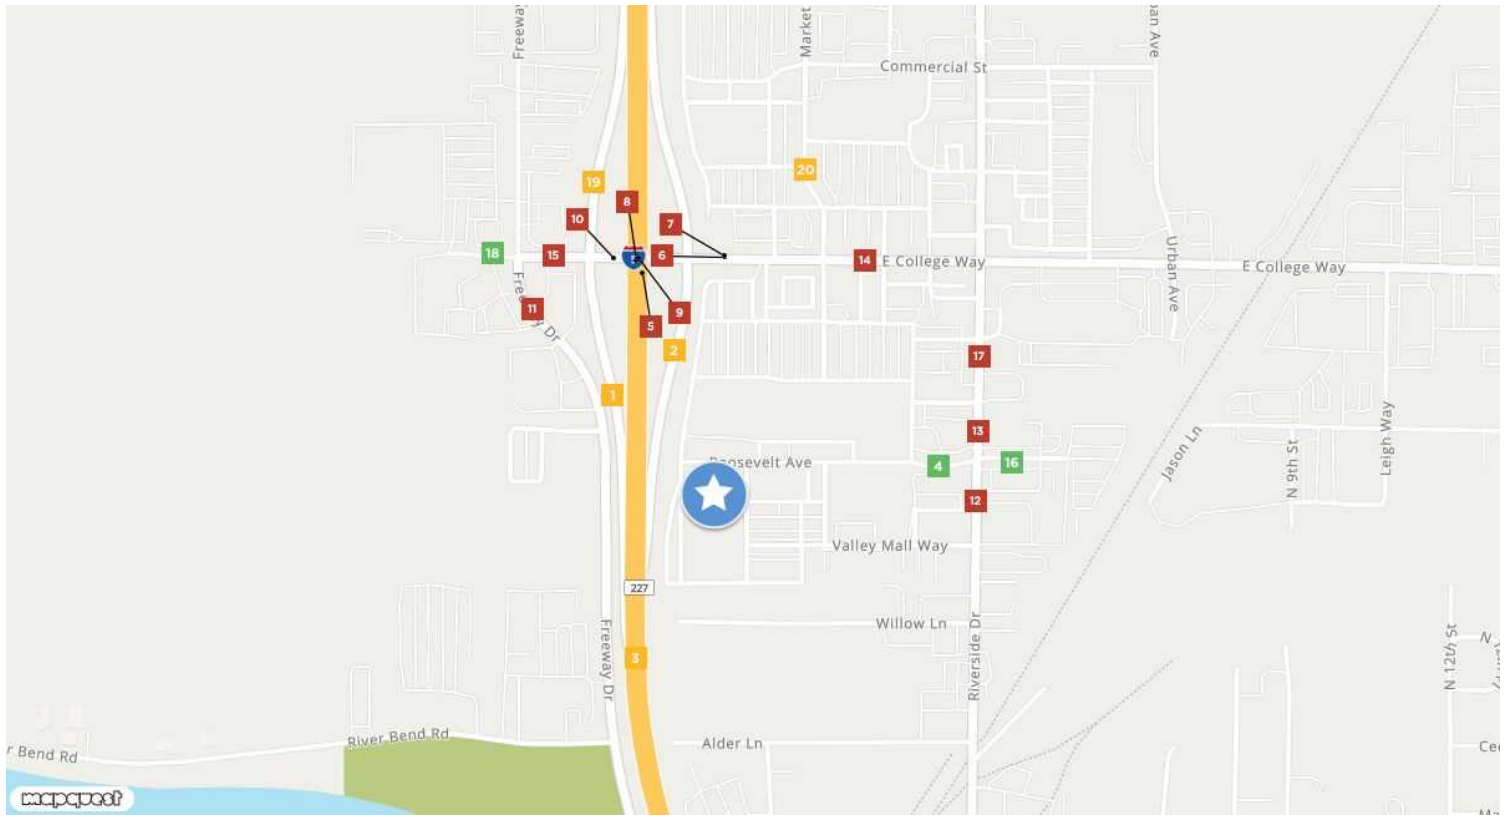 Freeway
Market
ban Ave
Commercial St
20
19
8
10
7
18
15
6
14
E College Way
E College Way
Urban Ave
Freeway Dr
11
9
5
2
17
1
13
Leigh Way
Jason Ln
N 9th St
Roosevelt Ave
4
16
12
Valley Mall Way
227
Willow Ln
Freeway Dr
Riverside Dr
N 12th St
3
River Bend Rd
r Bend Rd
Alder Ln
Ce
mapquest